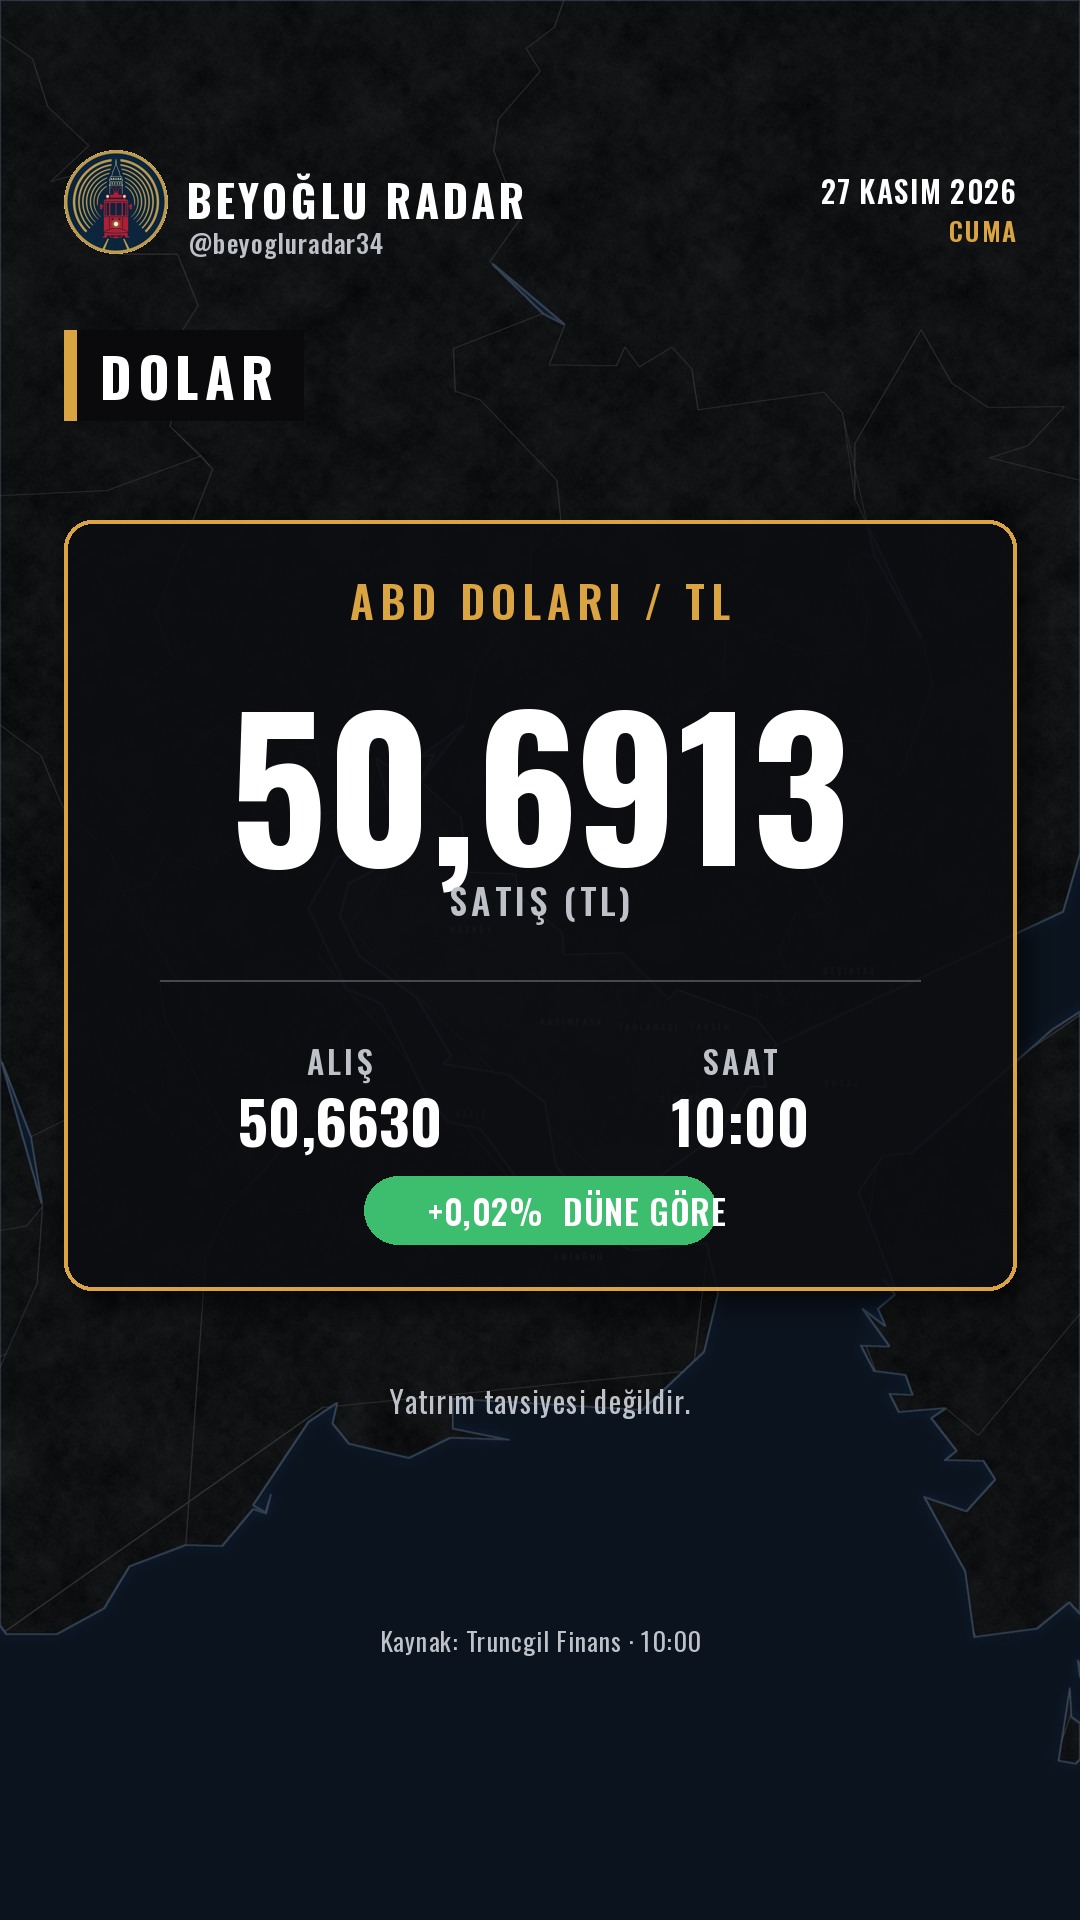 BEYOĞLU RADAR
@beyogluradar34
27 KASIM 2026
CUMA
DOLAR
ABD DOLARI / TL
50,6913
SATIŞ (TL)
ALIŞ
SAAT
50,6630
10:00
+0,02% DÜNE GÖRE
Yatırım tavsiyesi değildir.
Kaynak: Truncgil Finans · 10:00